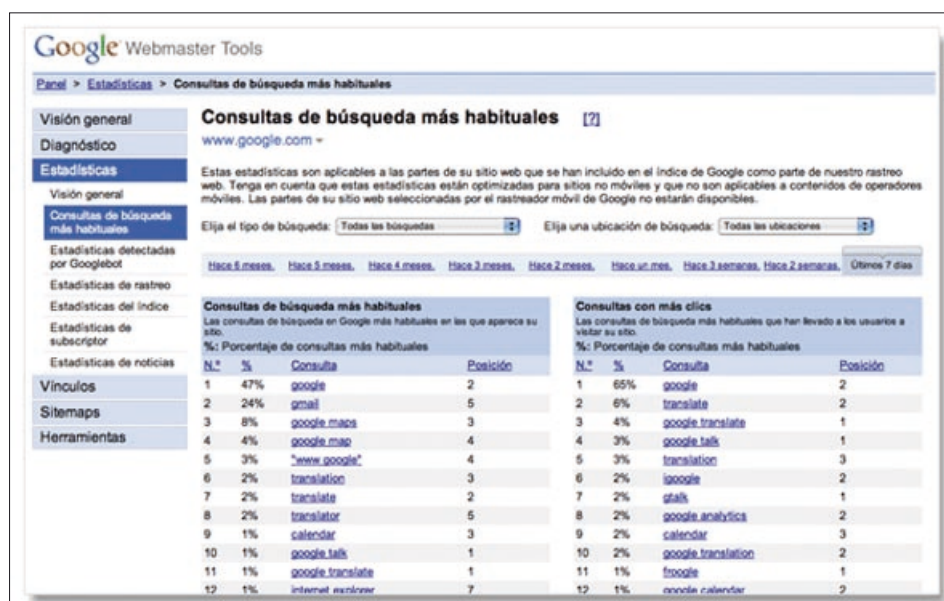 Google Webmaster Tools
Panel > Estadísticas > Consultas de búsqueda más habituales
Visión general
Diagnóstico
Estadísticas
Visión general
Consultas de búsqueda
más habituales
Estadísticas detectadas
por Googlebot
Estadísticas de rastreo
Estadísticas del índice
Estadísticas de
subscriptor
Estadísticas de noticias
Vínculos
Sitemaps
Herramientas
Consultas de búsqueda más habituales [?]
www.google.com
Estas estadísticas son aplicables a las partes de su sitio web que se han incluido en el índice de Google como parte de nuestro rastreo
web. Tenga en cuenta que estas estadísticas están optimizadas para sitios no móviles y que no son aplicables a contenidos de operadores
móviles. Las partes de su sitio web seleccionadas por el rastreador móvil de Google no estarán disponibles.
Elija el tipo de búsqueda: Todas las búsquedas Elija una ubicación de búsqueda: Todas las ubicaciones
Hace 6 meses. Hace 5 meses. Hace 4 meses. Hace 3 meses. Hace 2 meses. Hace un mes. Hace 3 semanas. Hace 2 semanas. Últimos 7 días
Consultas de búsqueda más habituales
Las consultas de búsqueda en Google más habituales en las que aparece su
sitio.
%: Porcentaje de consultas más habituales
N.º % Consulta Posición
1 47% google 2
2 24% gmail 5
3 8% google maps 3
4 4% google map 4
5 3% "www google" 4
6 2% translation 3
7 2% translate 2
8 2% translator 5
9 1% calendar 3
10 1% google talk 1
11 1% google translate 1
12 1% internet explorer 7
Consultas con más clics
Las consultas de búsqueda más habituales que han llevado a los usuarios a
visitar su sitio.
%: Porcentaje de consultas más habituales
N.º % Consulta Posición
1 65% google 2
2 6% translate 2
3 4% google translate 1
4 3% google talk 1
5 3% translation 3
6 2% igoogle 2
7 2% gtalk 1
8 2% google analytics 2
9 2% calendar 3
10 2% google translation 2
11 1% froogle 1
12 1% google calendar 2